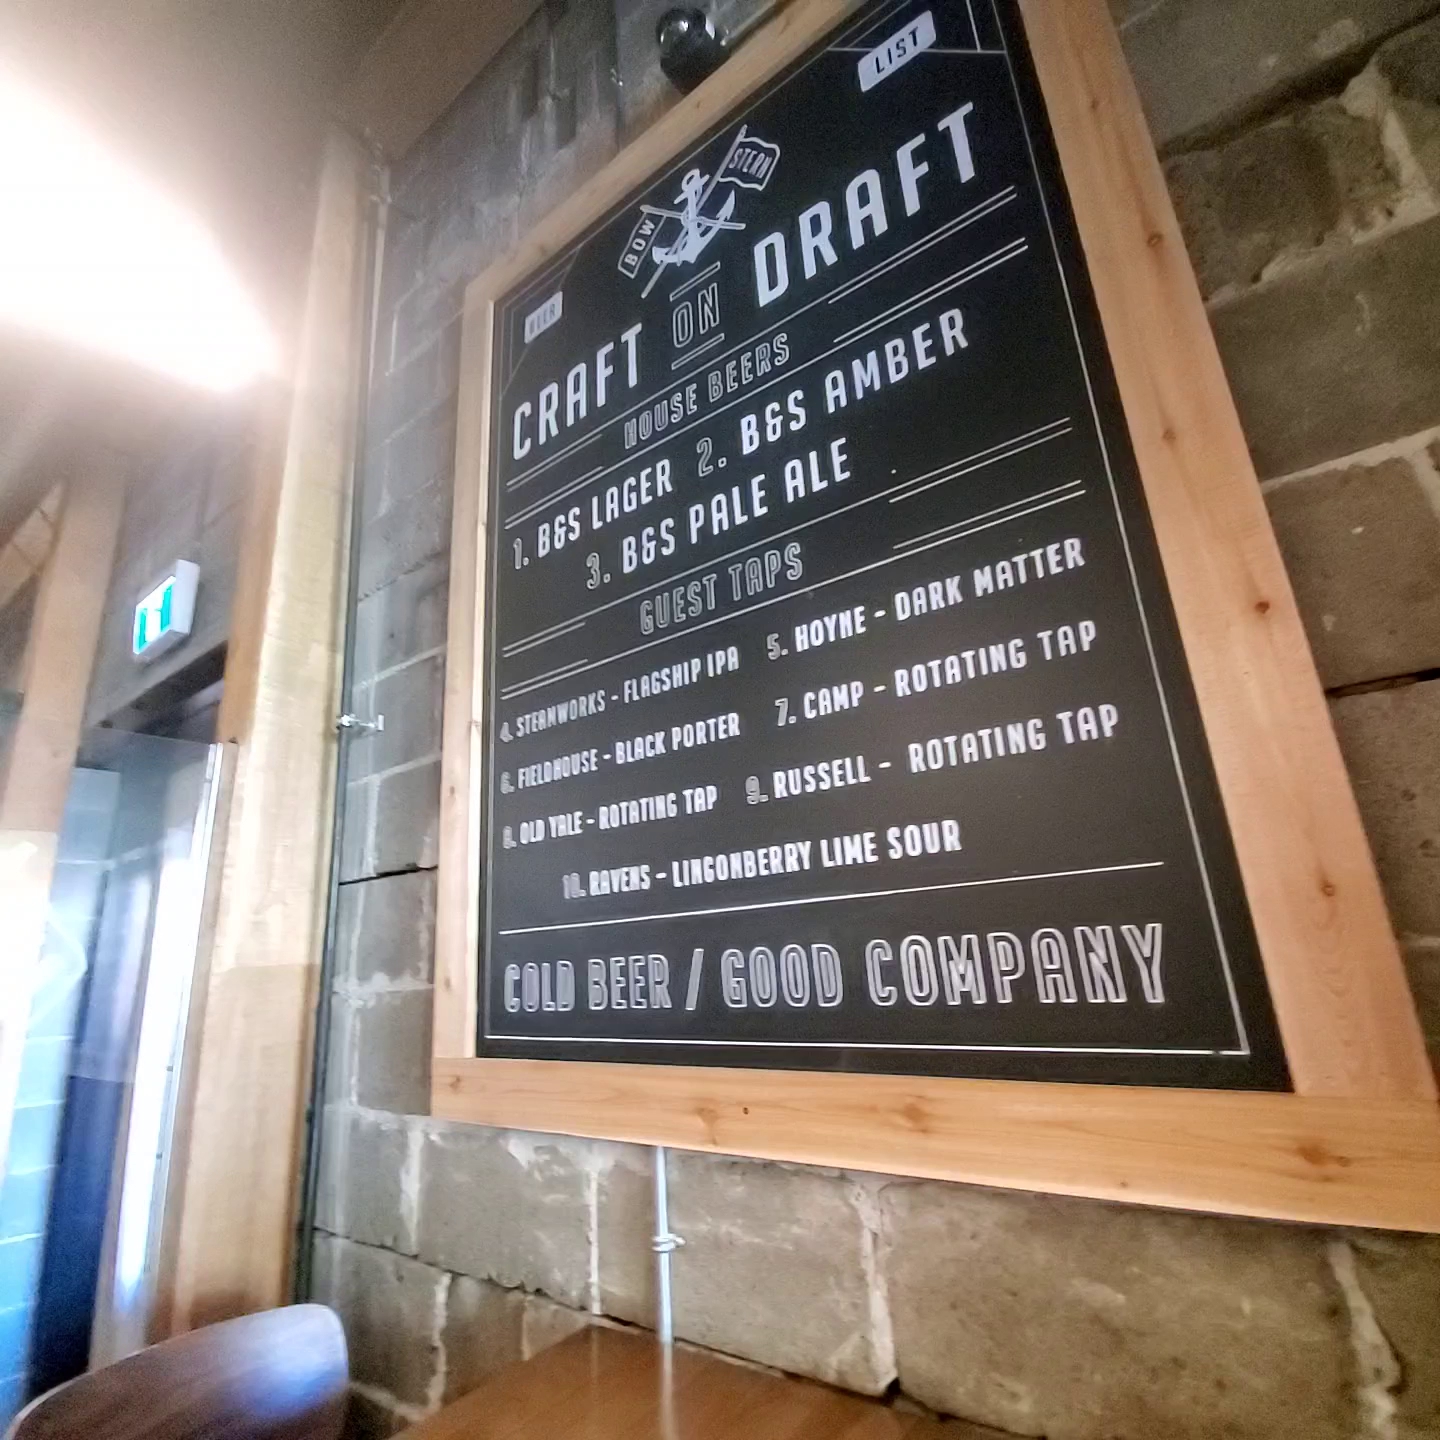 BEER
LIST
BOW
STERN
CRAFT ON DRAFT
HOUSE BEERS
1. B&S LAGER 2. B&S AMBER
3. B&S PALE ALE
GUEST TAPS
4. STEAMWORKS - FLAGSHIP IPA 5. HOYNE - DARK MATTER
6. FIELDHOUSE - BLACK PORTER 7. CAMP - ROTATING TAP
8. OLD YALE - ROTATING TAP 9. RUSSELL - ROTATING TAP
10. RAVENS - LINGONBERRY LIME SOUR
COLD BEER / GOOD COMPANY